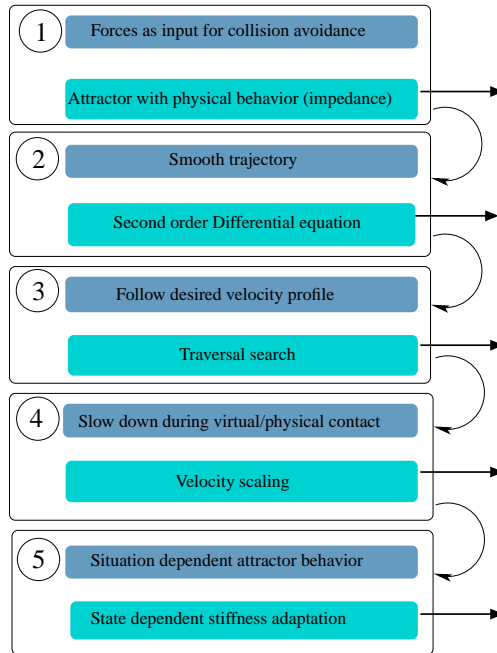 1
Forces as input for collision avoidance
Attractor with physical behavior (impedance)
2
Smooth trajectory
Second order Differential equation
3
Follow desired velocity profile
Traversal search
4
Slow down during virtual/physical contact
Velocity scaling
5
Situation dependent attractor behavior
State dependent stiffness adaptation